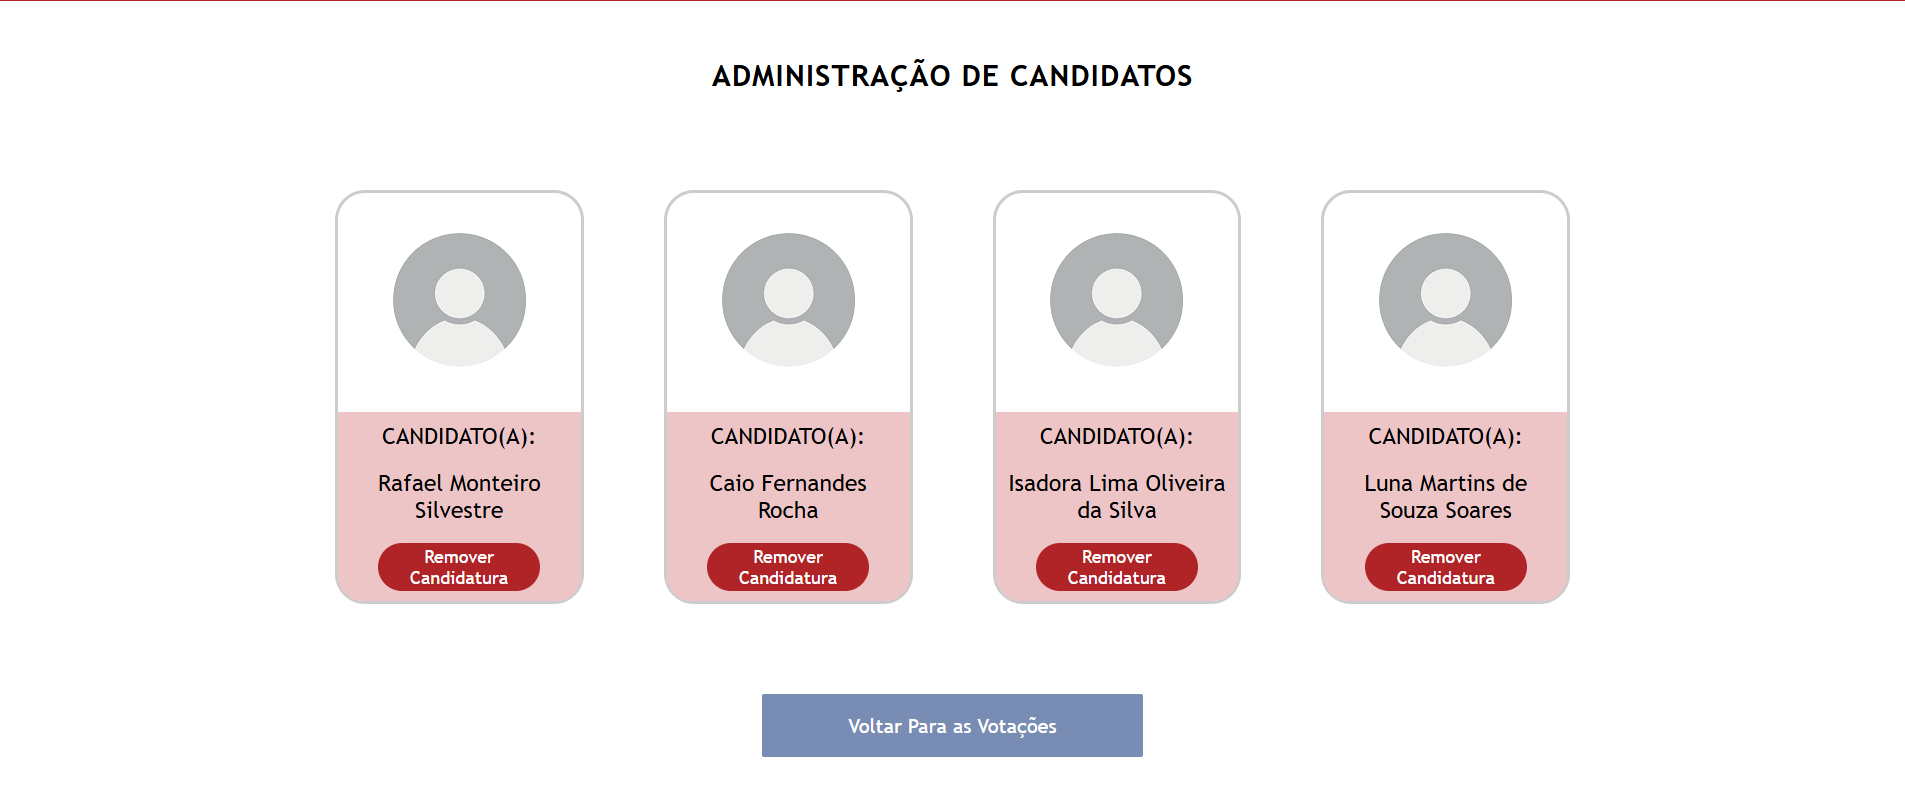 ADMINISTRAÇÃO DE CANDIDATOS
CANDIDATO(A):
Rafael Monteiro
Silvestre
Remover
Candidatura
CANDIDATO(A):
Caio Fernandes
Rocha
Remover
Candidatura
CANDIDATO(A):
Isadora Lima Oliveira
da Silva
Remover
Candidatura
CANDIDATO(A):
Luna Martins de
Souza Soares
Remover
Candidatura
Voltar Para as Votações